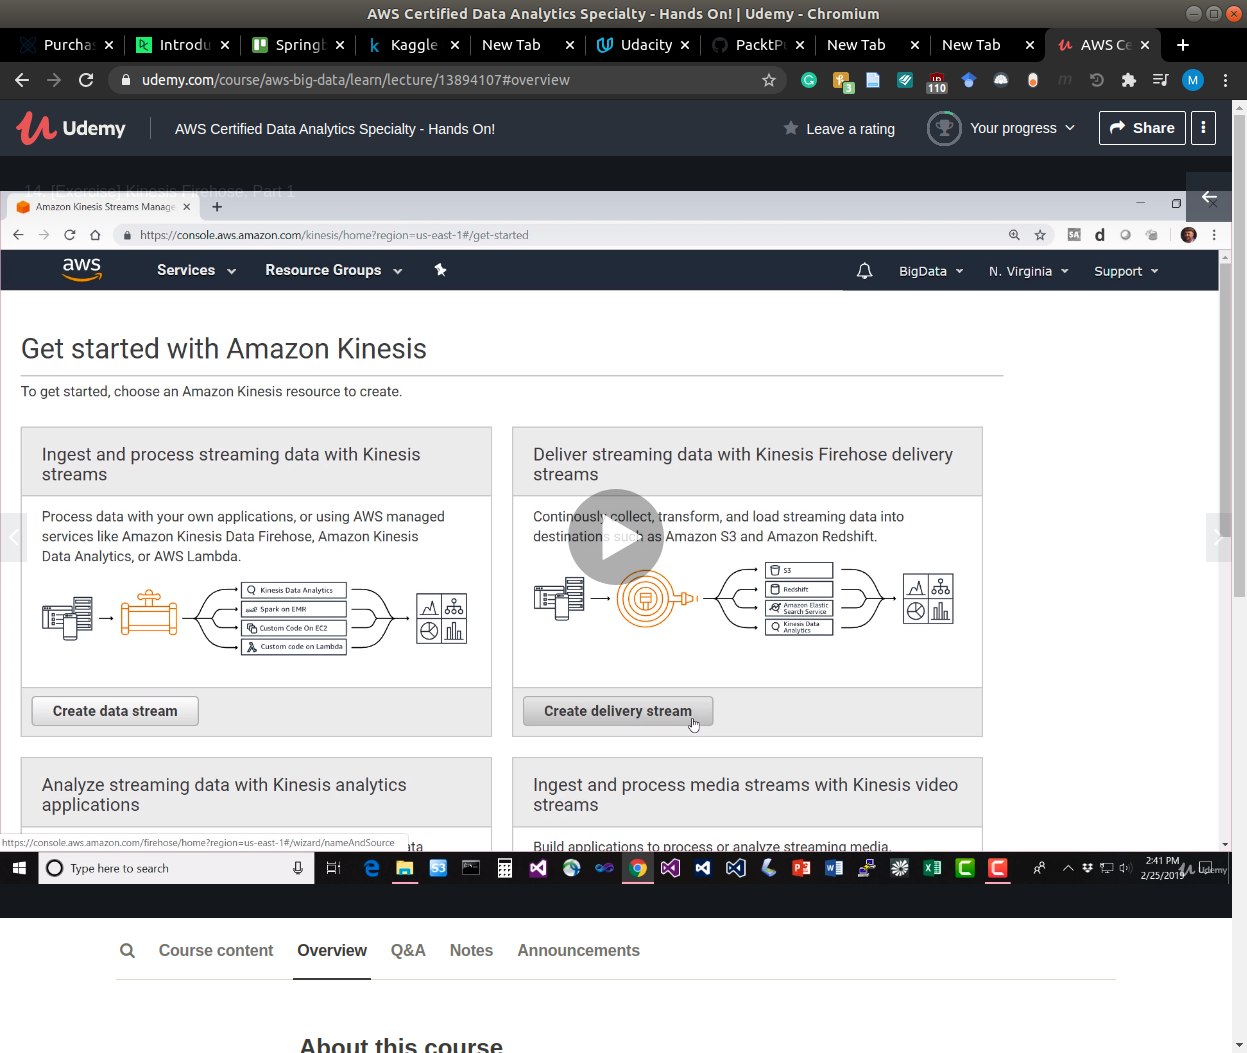 AWS Certified Data Analytics Specialty - Hands On! | Udemy - Chromium
Purcha
Introdu
Spring
Kaggle
New Tab
Udacity
PacktP
New Tab
New Tab
AWS Ce
udemy.com/course/aws-big-data/learn/lecture/13894107#overview
3
110
M
Udemy
AWS Certified Data Analytics Specialty - Hands On!
Leave a rating
Your progress
Share
14. [Exercise] Kinesis Firehose, Part 1
Amazon Kinesis Streams Manage
https://console.aws.amazon.com/kinesis/home?region=us-east-1#/get-started
SA
d
aws
Services
Resource Groups
BigData
N. Virginia
Support
Get started with Amazon Kinesis
To get started, choose an Amazon Kinesis resource to create.
Ingest and process streaming data with Kinesis
streams
Process data with your own applications, or using AWS managed
services like Amazon Kinesis Data Firehose, Amazon Kinesis
Data Analytics, or AWS Lambda.
Kinesis Data Analytics
Spark on EMR
Custom Code On EC2
Custom code on Lambda
Create data stream
Deliver streaming data with Kinesis Firehose delivery
streams
Continously collect, transform, and load streaming data into
destinations such as Amazon S3 and Amazon Redshift.
S3
Redshift
Amazon Elastic
Search Service
Kinesis Data
Analytics
Create delivery stream
Analyze streaming data with Kinesis analytics
applications
ata
Ingest and process media streams with Kinesis video
streams
Build applications to process or analyze streaming media.
https://console.aws.amazon.com/firehose/home?region=us-east-1#/wizard/nameAndSource
Type here to search
2:41 PM
2/25/2019
Udemy
Course content
Overview
Q&A
Notes
Announcements
About this course